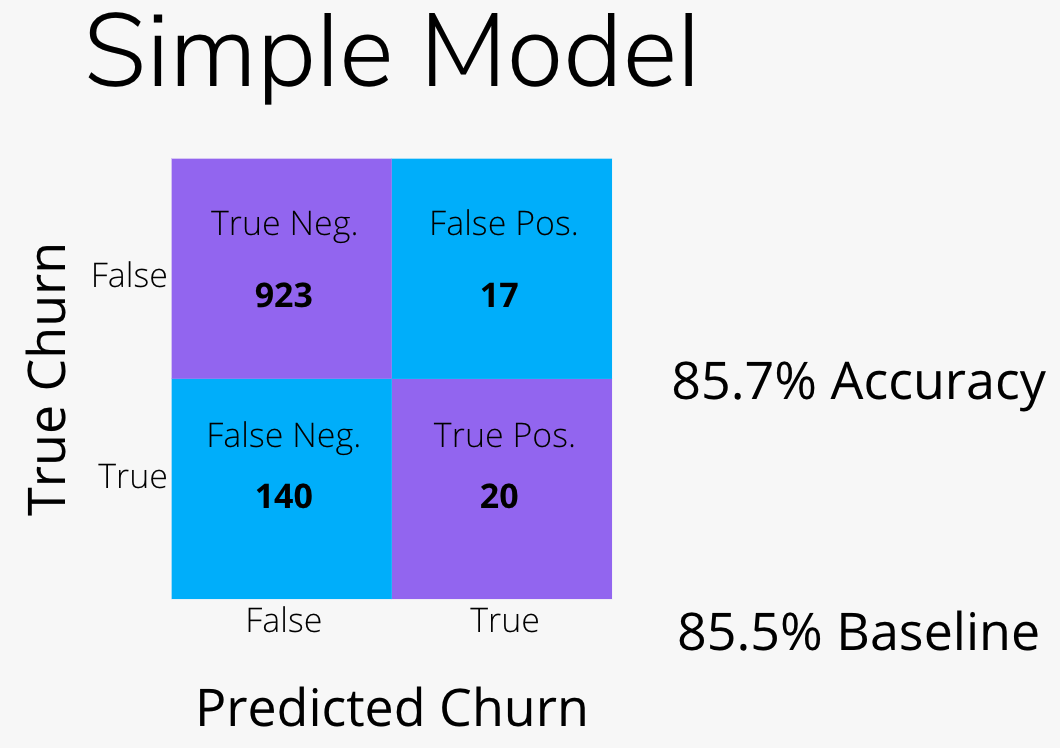 Simple Model
True Churn
True Neg.
False Pos.
False
923
17
85.7% Accuracy
False Neg.
True Pos.
True
140
20
False
True
85.5% Baseline
Predicted Churn